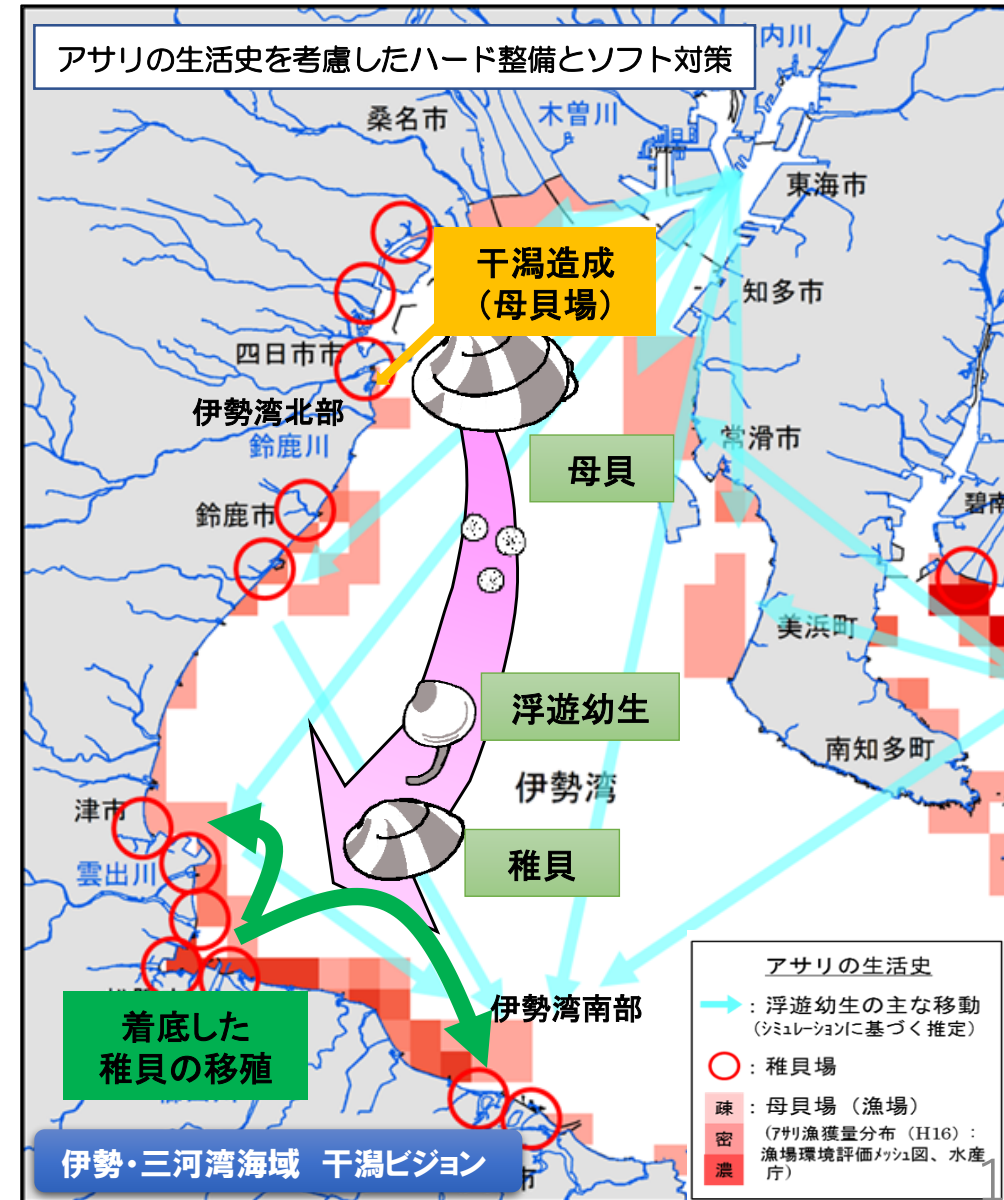 アサリの生活史を考慮したハード整備とソフト対策
内川
桑名市
木曽川
東海市
干潟造成
（母貝場）
知多市
四日市市
伊勢湾北部
鈴鹿川
常滑市
母貝
鈴鹿市
碧南
美浜町
浮遊幼生
南知多町
伊勢湾
津市
雲出川
稚貝
伊勢湾南部
着底した
稚貝の移殖
アサリの生活史
：浮遊幼生の主な移動
（シミュレーションに基づく推定）
：稚貝場
疎
：母貝場（漁場）
密
（アサリ漁獲量分布（H16）：
漁場環境評価メッシュ図、水産
濃
庁）
伊勢・三河湾海域 干潟ビジョン
市
1